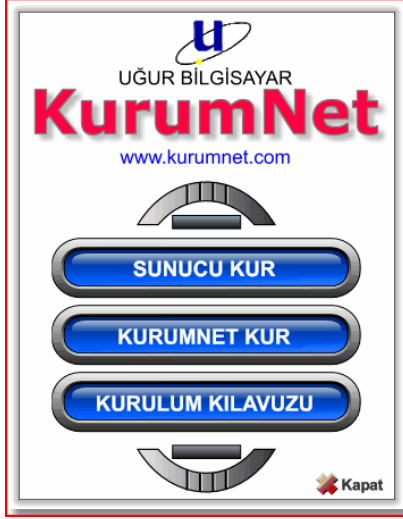 u
UĞUR BİLGİSAYAR
KurumNet
www.kurumnet.com
SUNUCU KUR
KURUMNET KUR
KURULUM KILAVUZU
Kapat